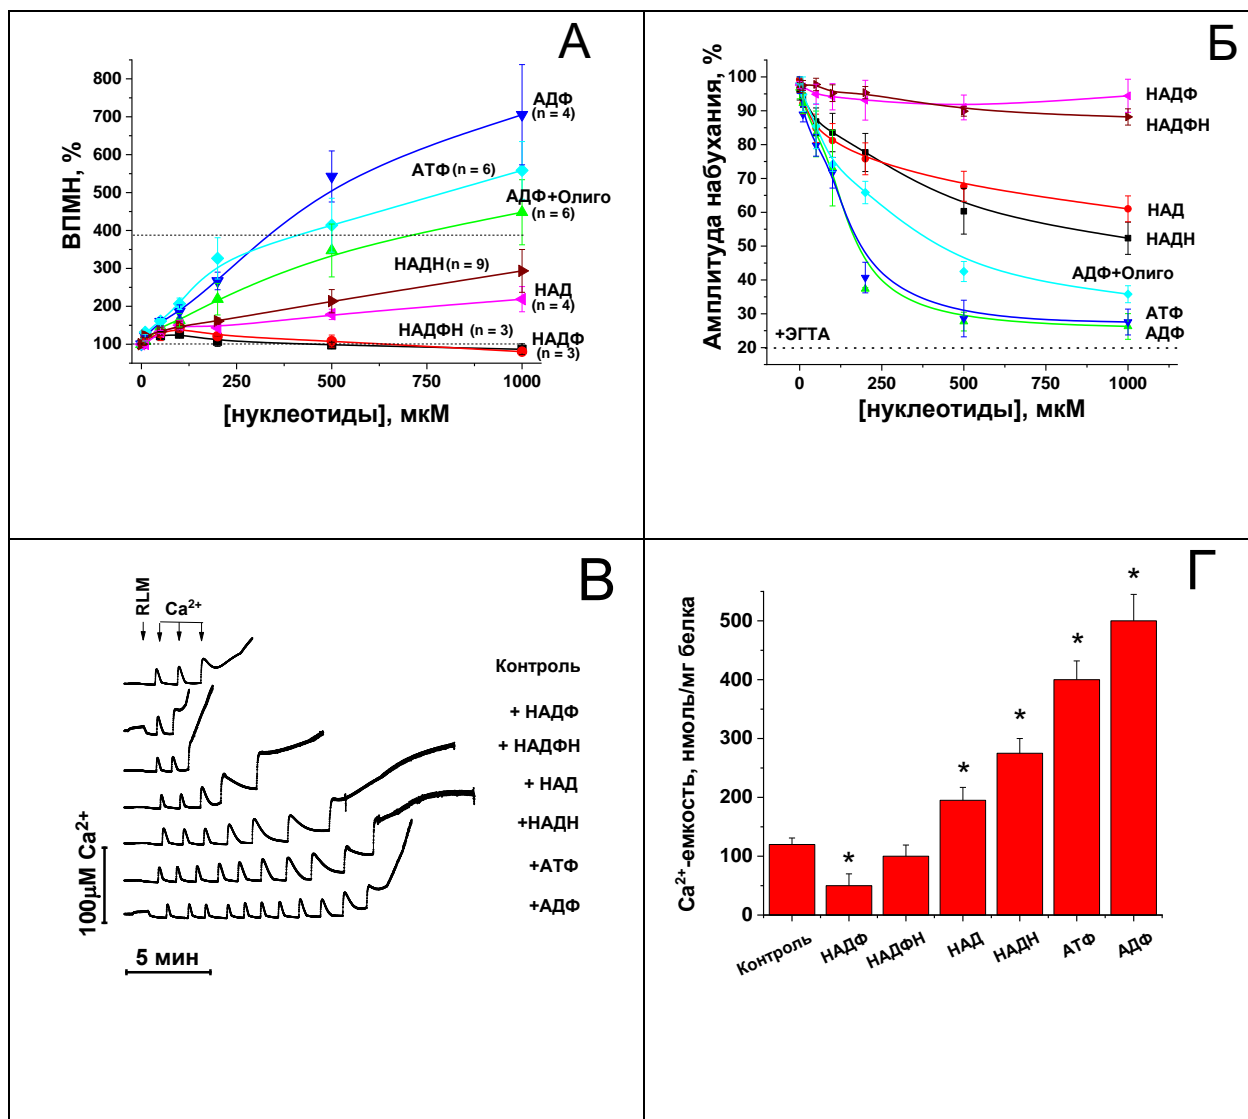 А
ВПМН, %
800
700
600
500
400
300
200
100
0
250
500
750
1000
[нуклеотиды], мкМ
АДФ
(n = 4)
АТФ (n = 6)
АДФ+Олиго
(n = 6)
НАДН (n = 9)
НАД
(n = 4)
НАДФН (n = 3)
НАДФ
(n = 3)
Б
Амплитуда набухания, %
100
90
80
70
60
50
40
30
20
0
250
500
750
1000
[нуклеотиды], мкМ
НАДФ
НАДФН
НАД
НАДН
АДФ+Олиго
АТФ
АДФ
+ЭГТА
В
RLM
Ca²⁺
Контроль
+ НАДФ
+ НАДФН
+ НАД
+НАДН
+АТФ
+АДФ
100μM Ca²⁺
5 мин
Г
Ca²⁺-емкость, нмоль/мг белка
500
400
300
200
100
0
* * * * *
Контроль
НАДФ
НАДФН
НАД
НАДН
АТФ
АДФ